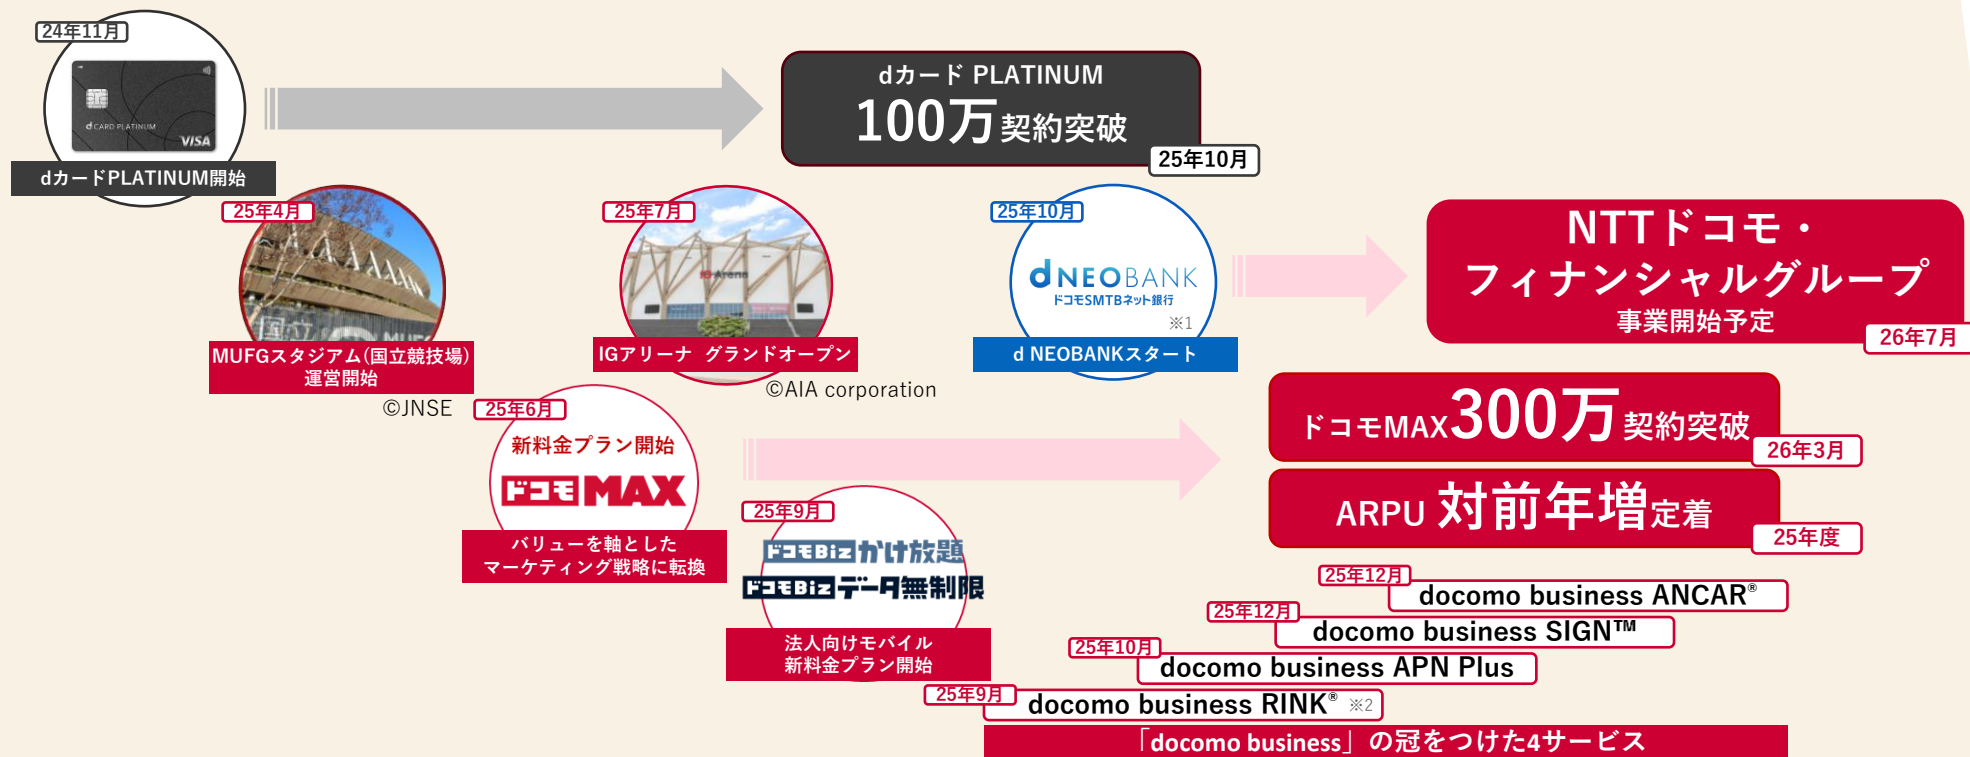 24年11月
d CARD PLATINUM
VISA
dカードPLATINUM開始
dカード PLATINUM
100万契約突破
25年10月
25年4月
MUFGスタジアム(国立競技場)
運営開始
©JNSE
25年7月
IG Arena
IGアリーナ グランドオープン
©AIA corporation
25年10月
d NEOBANK
ドコモSMTBネット銀行
※1
d NEOBANKスタート
NTTドコモ・
フィナンシャルグループ
事業開始予定
26年7月
25年6月
新料金プラン開始
ドコモ MAX
バリューを軸とした
マーケティング戦略に転換
ドコモMAX300万契約突破
26年3月
ARPU 対前年増定着
25年度
25年9月
ドコモBiz かけ放題
ドコモBiz データ無制限
法人向けモバイル
新料金プラン開始
25年12月
docomo business ANCAR®
25年12月
docomo business SIGN™
25年10月
docomo business APN Plus
25年9月
docomo business RINK® ※2
「docomo business」の冠をつけた4サービス